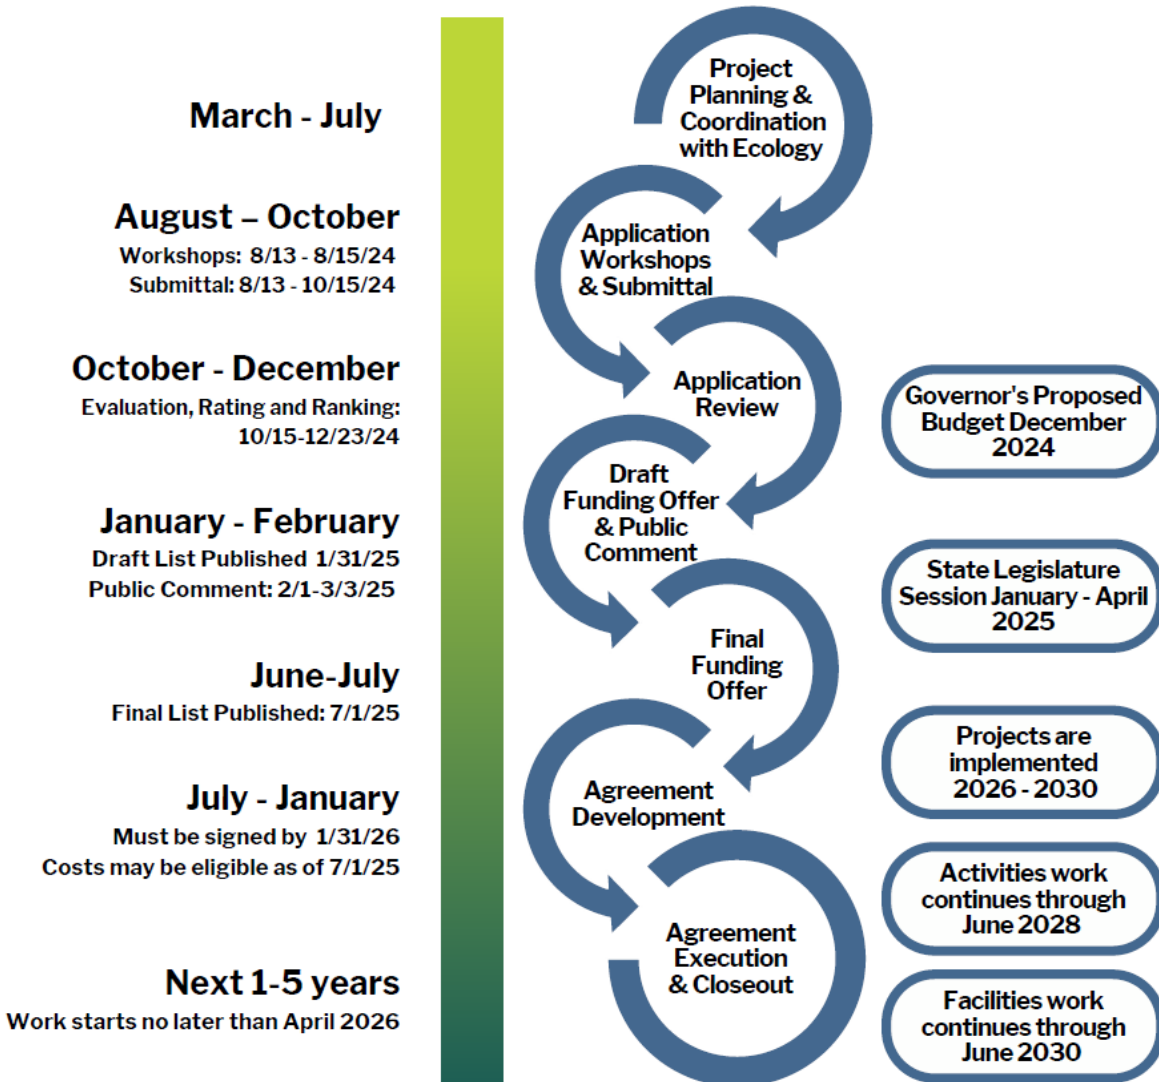 March - July
Project
Planning &
Coordination
with Ecology
August – October
Workshops: 8/13 - 8/15/24
Submittal: 8/13 - 10/15/24
Application
Workshops
& Submittal
October - December
Evaluation, Rating and Ranking:
10/15-12/23/24
Application
Review
Governor's Proposed
Budget December
2024
January - February
Draft List Published 1/31/25
Public Comment: 2/1-3/3/25
Draft
Funding Offer
& Public
Comment
State Legislature
Session January - April
2025
June-July
Final List Published: 7/1/25
Final
Funding
Offer
Projects are
implemented
2026 - 2030
July - January
Must be signed by 1/31/26
Costs may be eligible as of 7/1/25
Agreement
Development
Activities work
continues through
June 2028
Next 1-5 years
Work starts no later than April 2026
Agreement
Execution
& Closeout
Facilities work
continues through
June 2030